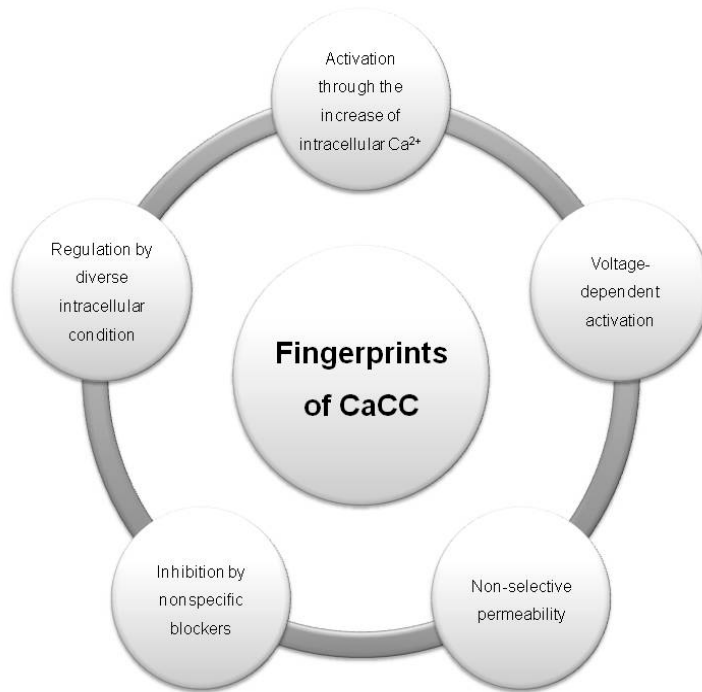 Activation
through the
increase of
intracellular Ca²⁺
Regulation by
diverse
intracellular
condition
Voltage-
dependent
activation
Fingerprints
of CaCC
Inhibition by
nonspecific
blockers
Non-selective
permeability